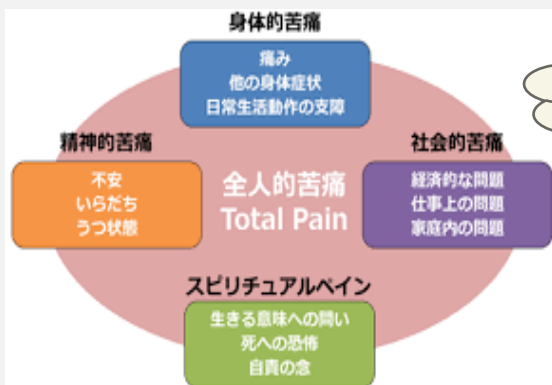 身体的苦痛
痛み
他の身体症状
日常生活動作の支障
精神的苦痛
不安
いらだち
うつ状態
全人的苦痛
Total Pain
社会的苦痛
経済的な問題
仕事上の問題
家庭内の問題
スピリチュアルペイン
生きる意味への問い
死への恐怖
自責の念